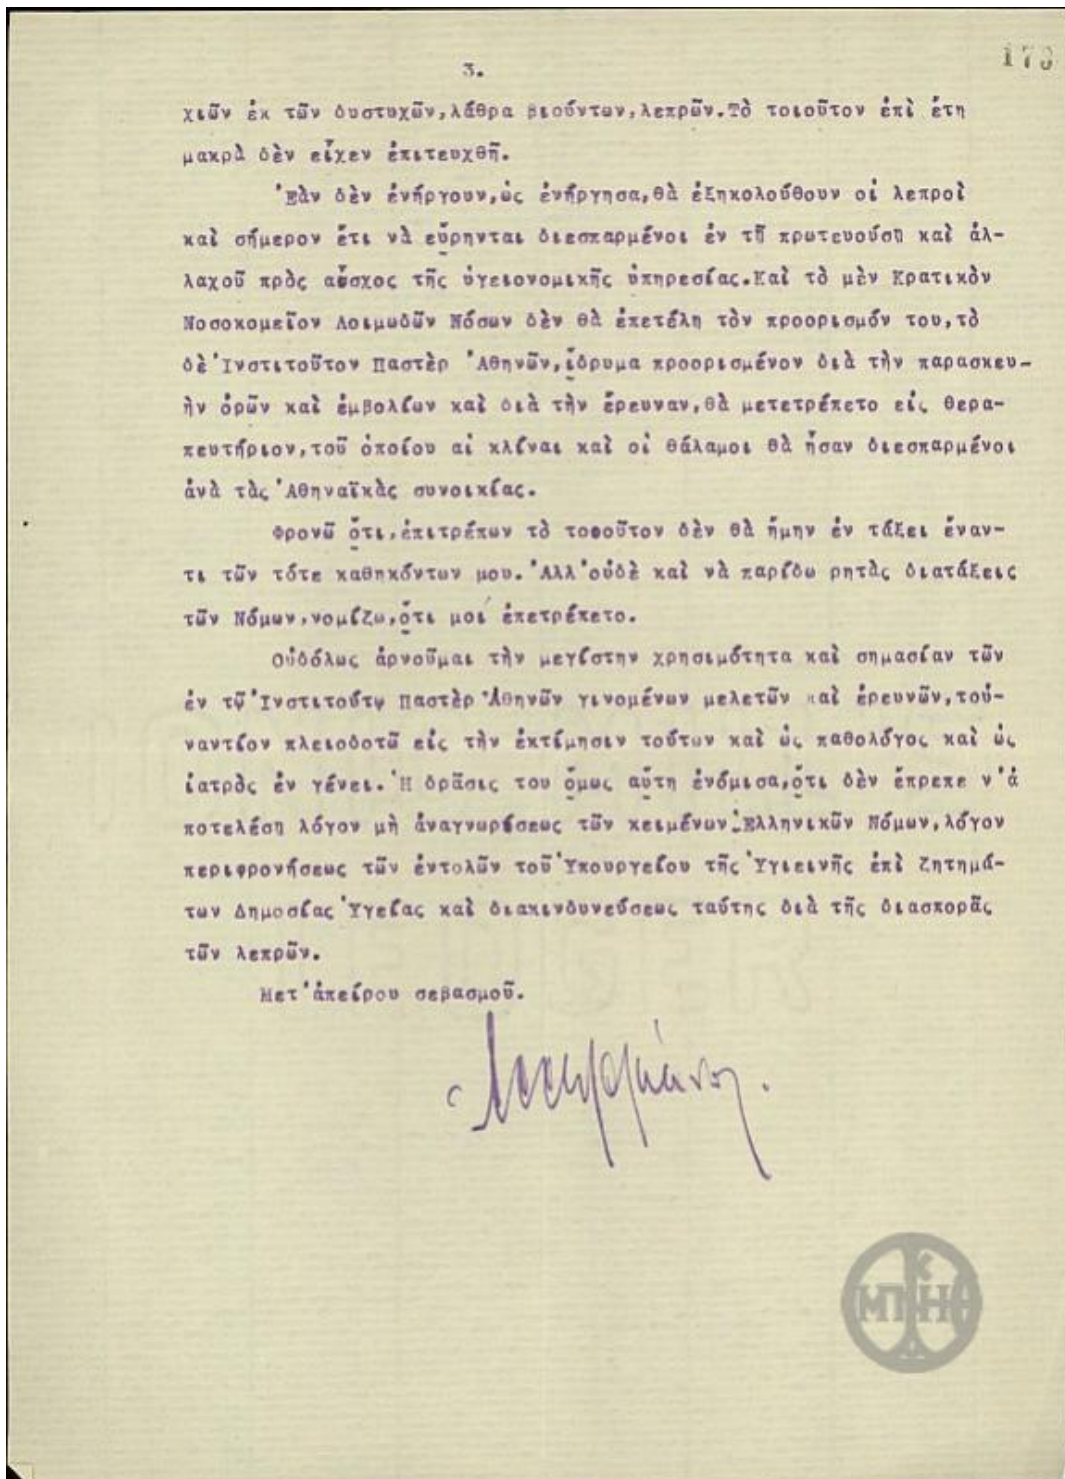 3.
χιῶν ἐκ τῶν δυστυχῶν,λάθρα βιούντων,λεπρῶν.Τὸ τοιοῦτον ἐπὶ ἔτη
μακρὰ δὲν εἶχεν ἐπιτευχθῆ.
Ἐὰν δὲν ἐνήργουν,ὡς ἐνήργησα,θὰ ἐξηκολούθουν οἱ λεπροὶ
καὶ σήμερον ἔτι νὰ εὕρηνται διεσπαρμένοι ἐν τῇ πρωτευούσῃ καὶ ἀλ-
λαχοῦ πρὸς αἶσχος τῆς ὑγειονομικῆς ὑπηρεσίας.Καὶ τὸ μὲν Κρατικὸν
Νοσοκομεῖον Λοιμωδῶν Νόσων δὲν θὰ ἐπετέλη τὸν προορισμόν του,τὸ
δὲ Ἰνστιτοῦτον Παστὲρ Ἀθηνῶν,ἵδρυμα προορισμένον διὰ τὴν παρασκευ-
ὴν ὀρῶν καὶ ἐμβολίων καὶ διὰ τὴν ἔρευναν,θὰ μετετρέπετο εἰς θερα-
πευτήριον,τοῦ ὁποίου αἱ κλίναι καὶ οἱ θάλαμοι θὰ ἦσαν διεσπαρμένοι
ἀνὰ τὰς Ἀθηναϊκὰς συνοικίας.
Φρονῶ ὅτι,ἐπιτρέπων τὸ τοσοῦτον δὲν θὰ ἤμην ἐν τάξει ἔναν-
τι τῶν τότε καθηκόντων μου.Ἀλλ'οὐδὲ καὶ νὰ παρίδω ρητὰς διατάξεις
τῶν Νόμων,νομίζω,ὅτι μοί ἐπετρέπετο.
Οὐδόλως ἀρνοῦμαι τὴν μεγίστην χρησιμότητα καὶ σημασίαν τῶν
ἐν τῷ Ἰνστιτούτῳ Παστὲρ Ἀθηνῶν γινομένων μελετῶν καὶ ἐρευνῶν,τοὐ-
ναντίον πλειοδοτῶ εἰς τὴν ἐκτίμησιν τούτων καὶ ὡς παθολόγος καὶ ὡς
ἰατρὸς ἐν γένει.Ἡ δρᾶσις του ὅμως αὕτη ἐνόμισα,ὅτι δὲν ἔπρεπε ν'ἀ
ποτελέσῃ λόγον μὴ ἀναγνωρίσεως τῶν κειμένων Ἑλληνικῶν Νόμων,λόγον
περιφρονήσεως τῶν ἐντολῶν τοῦ Ὑπουργείου τῆς Ὑγιεινῆς ἐπὶ ζητημά-
των Δημοσίας Ὑγείας καὶ διακινδυνεύσεως ταύτης διὰ τῆς διασπορᾶς
τῶν λεπρῶν.
Μετ'ἀπείρου σεβασμοῦ.
ΜΠ Κ Η Θ